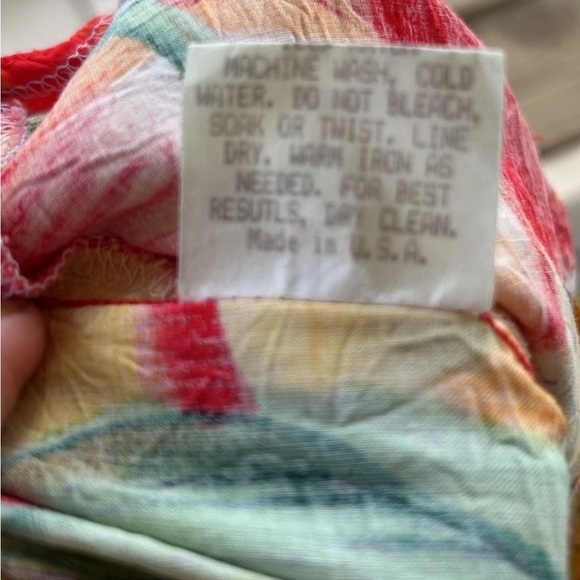 MACHINE WASH, COLD
WATER. DO NOT BLEACH,
SOAK OR TWIST. LINE
DRY. WARM IRON AS
NEEDED. FOR BEST
RESUTLS, DRY CLEAN.
Made in U.S.A.